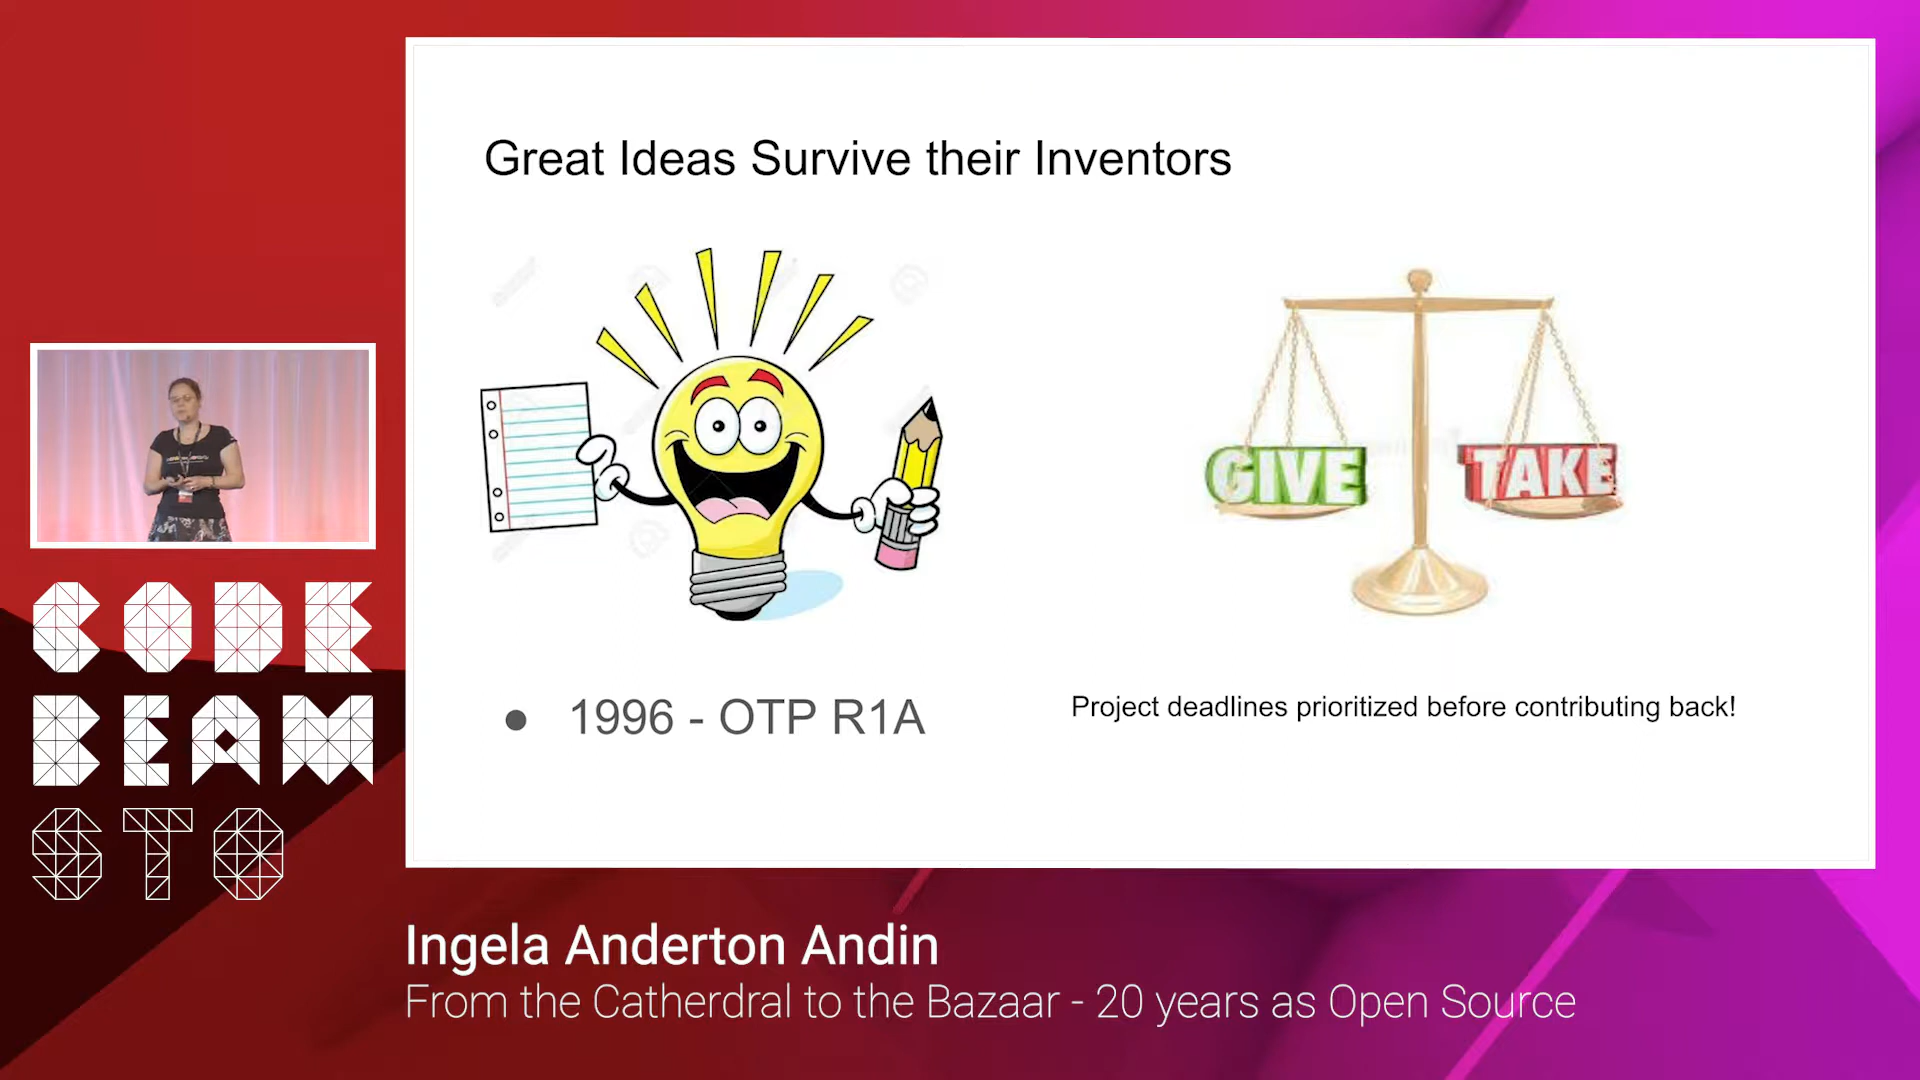 Great Ideas Survive their Inventors
GIVE
TAKE
● 1996 - OTP R1A
Project deadlines prioritized before contributing back!
CODE
BEAM
STO
Ingela Anderton Andin
From the Catherdral to the Bazaar - 20 years as Open Source